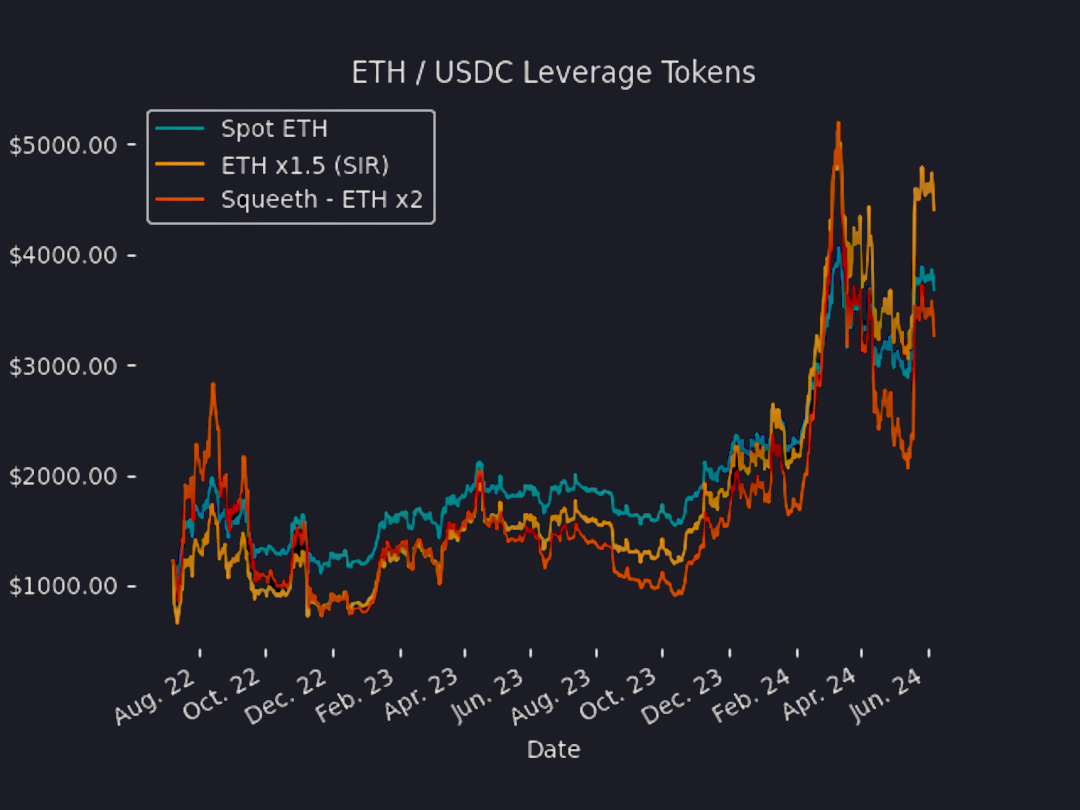 ETH / USDC Leverage Tokens
Spot ETH
ETH x1.5 (SIR)
Squeeth - ETH x2
$5000.00
$4000.00
$3000.00
$2000.00
$1000.00
Aug. 22
Oct. 22
Dec. 22
Feb. 23
Apr. 23
Jun. 23
Aug. 23
Oct. 23
Dec. 23
Feb. 24
Apr. 24
Jun. 24
Date